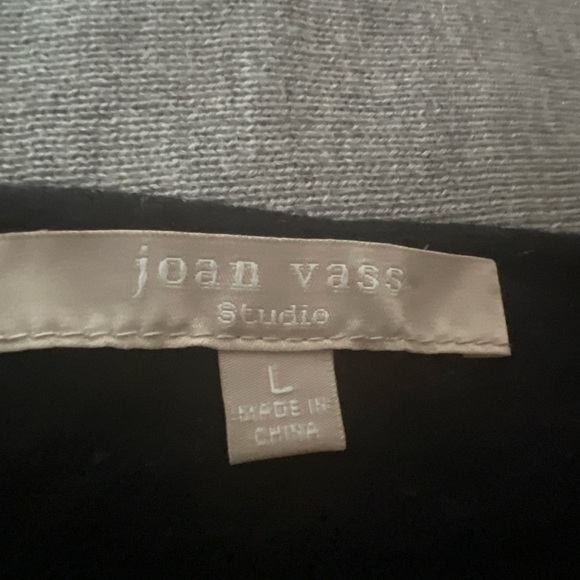 joan vass
Studio
L
MADE IN
CHINA